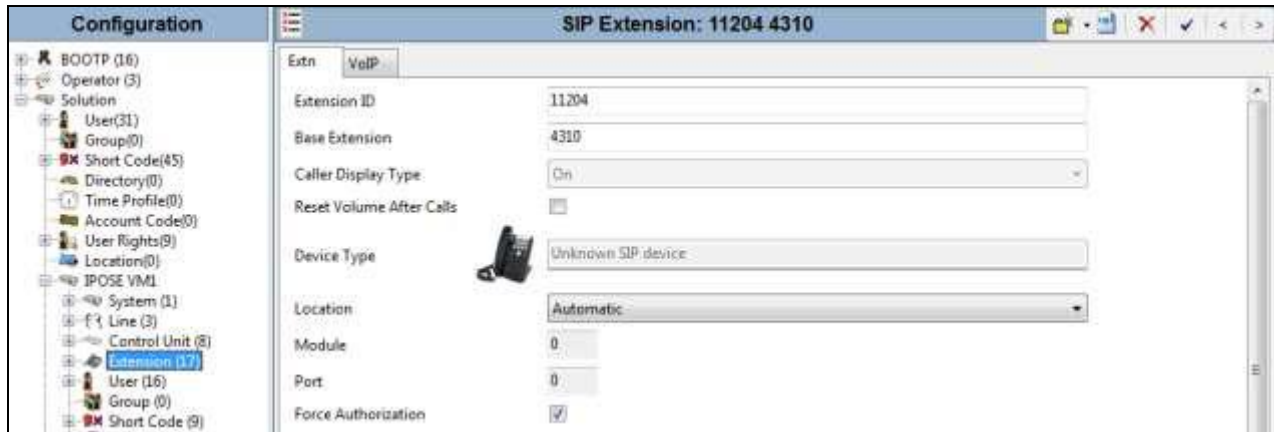 Configuration
SIP Extension: 11204 4310
BOOTP (16)
Operator (3)
Solution
User(31)
Group(0)
Short Code(45)
Directory(0)
Time Profile(0)
Account Code(0)
User Rights(9)
Location(0)
IPOSE VM1
System (1)
Line (3)
Control Unit (8)
Extension (17)
User (16)
Group (0)
Short Code (9)
Extn VoIP
Extension ID 11204
Base Extension 4310
Caller Display Type On
Reset Volume After Calls
Device Type Unknown SIP device
Location Automatic
Module 0
Port 0
Force Authorization